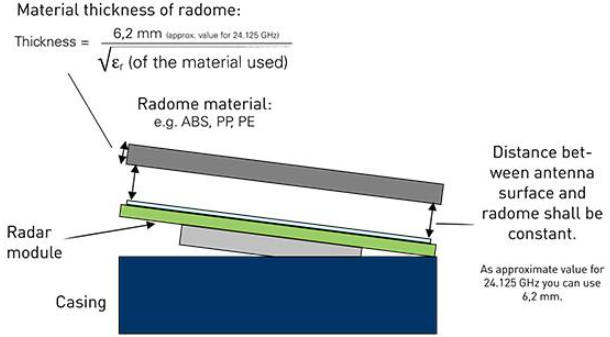 Material thickness of radome:
Thickness = 6,2 mm (approx. value for 24.125 GHz)
√εr (of the material used)
Radome material:
e.g. ABS, PP, PE
Distance bet-
ween antenna
surface and
radome shall be
constant.
As approximate value for
24.125 GHz you can use
6,2 mm.
Radar
module
Casing